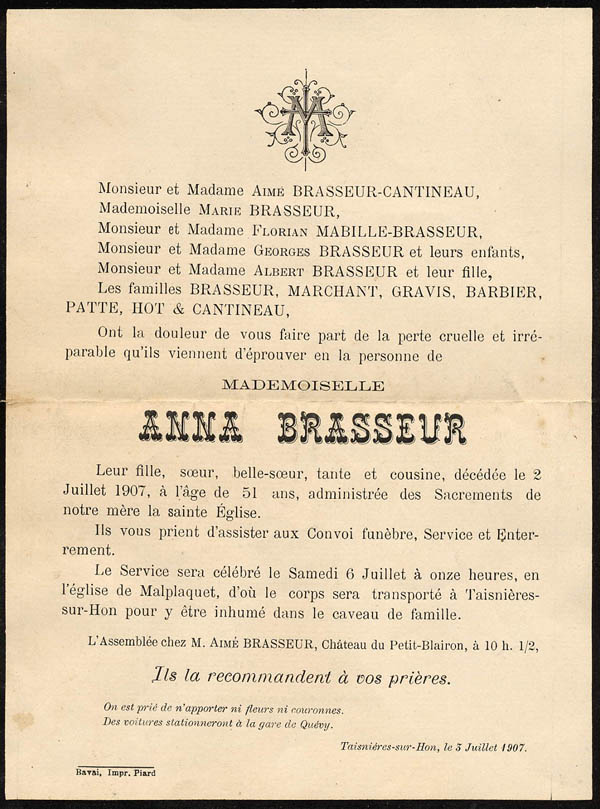 Monsieur et Madame AIMÉ BRASSEUR-CANTINEAU,
Mademoiselle MARIE BRASSEUR,
Monsieur et Madame FLORIAN MABILLE-BRASSEUR,
Monsieur et Madame GEORGES BRASSEUR et leurs enfants,
Monsieur et Madame ALBERT BRASSEUR et leur fille,
Les familles BRASSEUR, MARCHANT, GRAVIS, BARBIER,
PATTE, HOT & CANTINEAU,
Ont la douleur de vous faire part de la perte cruelle et irré-
parable qu'ils viennent d'éprouver en la personne de
MADEMOISELLE
ANNA BRASSEUR
Leur fille, sœur, belle-sœur, tante et cousine, décédée le 2
Juillet 1907, à l'âge de 51 ans, administrée des Sacrements de
notre mère la sainte Église.
Ils vous prient d'assister aux Convoi funèbre, Service et Enter-
rement.
Le Service sera célébré le Samedi 6 Juillet à onze heures, en
l'église de Malplaquet, d'où le corps sera transporté à Taisnières-
sur-Hon pour y être inhumé dans le caveau de famille.
L'Assemblée chez M. AIMÉ BRASSEUR, Château du Petit-Blairon, à 10 h. 1/2,
Ils la recommandent à vos prières.
On est prié de n'apporter ni fleurs ni couronnes.
Des voitures stationneront à la gare de Quévy.
Taisnières-sur-Hon, le 3 Juillet 1907.
Bavai, Impr. Piard